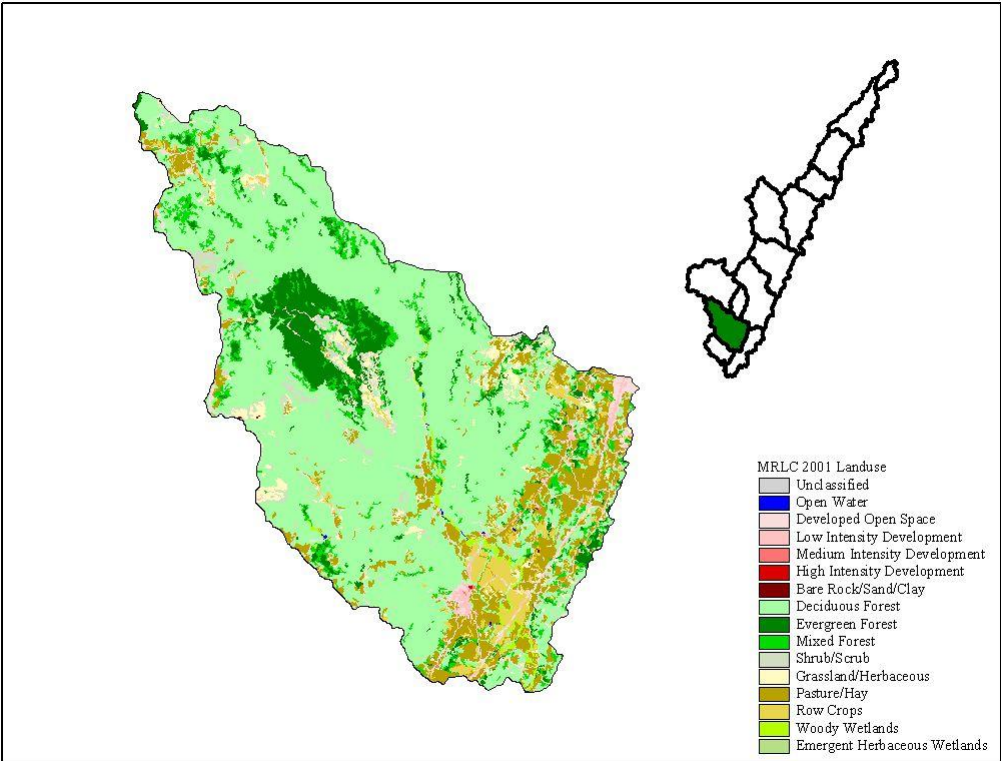 MRLC 2001 Landuse
Unclassified
Open Water
Developed Open Space
Low Intensity Development
Medium Intensity Development
High Intensity Development
Bare Rock/Sand/Clay
Deciduous Forest
Evergreen Forest
Mixed Forest
Shrub/Scrub
Grassland/Herbaceous
Pasture/Hay
Row Crops
Woody Wetlands
Emergent Herbaceous Wetlands